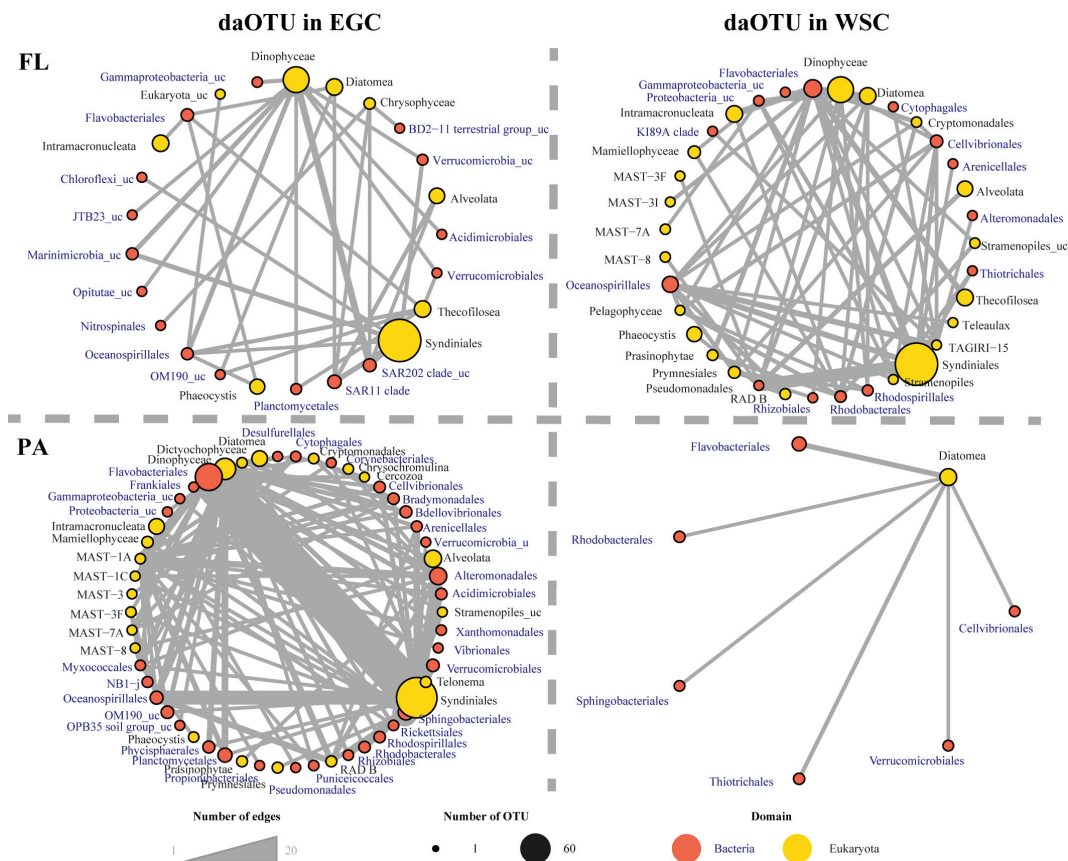 daOTU in EGC
daOTU in WSC
FL
Dinophyceae
Gammaproteobacteria_uc
Diatomea
Eukaryota_uc
Chrysophyceae
Flavobacteriales
BD2−11 terrestrial group_uc
Intramacronucleata
Verrucomicrobia_uc
Chloroflexi_uc
Alveolata
JTB23_uc
Acidimicrobiales
Marinimicrobia_uc
Verrucomicrobiales
Opitutae_uc
Thecofilosea
Nitrospinales
Syndiniales
Oceanospirillales
SAR202 clade_uc
OM190_uc
SAR11 clade
Phaeocystis
Planctomycetales
Dinophyceae
Flavobacteriales
Gammaproteobacteria_uc
Diatomea
Proteobacteria_uc
Cytophagales
Intramacronucleata
Cryptomonadales
KI89A clade
Cellvibrionales
Mamiellophyceae
Arenicellales
MAST−3F
Alveolata
MAST−3I
Alteromonadales
MAST−7A
Stramenopiles_uc
MAST−8
Thiotrichales
Oceanospirillales
Thecofilosea
Pelagophyceae
Teleaulax
Phaeocystis
TAGIRI−15
Prasinophytae
Syndiniales
Prymnesiales
Stramenopiles
Pseudomonadales
Rhodospirillales
RAD B
Rhodobacterales
Rhizobiales
PA
Desulfurellales
Diatomea
Cytophagales
Dictyochophyceae
Cryptomonadales
Dinophyceae
Corynebacteriales
Flavobacteriales
Chrysochromulina
Frankiales
Cercozoa
Gammaproteobacteria_uc
Cellvibrionales
Proteobacteria_uc
Bradymonadales
Intramacronucleata
Bdellovibrionales
Mamiellophyceae
Arenicellales
MAST−1A
Verrucomicrobia_u
MAST−1C
Alveolata
MAST−3
Alteromonadales
MAST−3F
Acidimicrobiales
MAST−7A
Stramenopiles_uc
MAST−8
Xanthomonadales
Myxococcales
Vibrionales
NB1−j
Verrucomicrobiales
Oceanospirillales
Telonema
OM190_uc
Syndiniales
OPB35 soil group_uc
Sphingobacteriales
Phaeocystis
Rickettsiales
Phycisphaerales
Rhodospirillales
Planctomycetales
Rhodobacterales
Prasinophytae
Rhizobiales
Propionibacteriales
RAD B
Prymnesiales
Puniceicoccales
Pseudomonadales
Flavobacteriales
Diatomea
Rhodobacterales
Cellvibrionales
Sphingobacteriales
Verrucomicrobiales
Thiotrichales
Number of edges
Number of OTU
Domain
1
20
1
60
Bacteria
Eukaryota